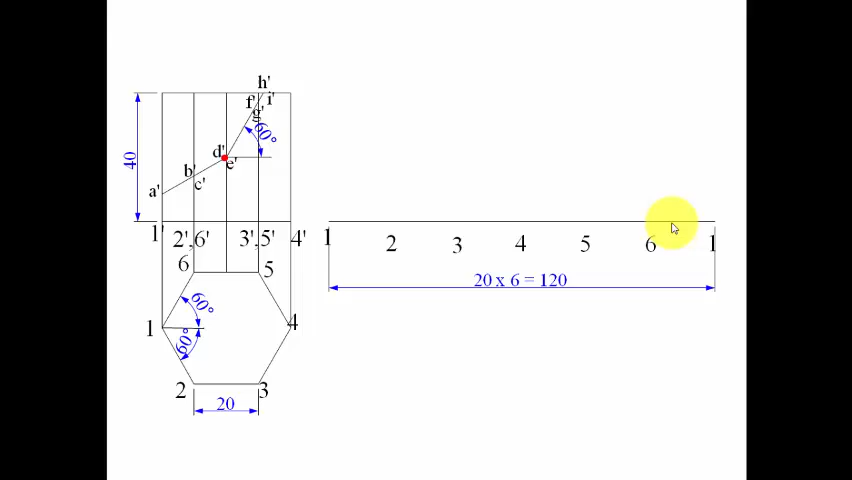 h'
f' i'
g'
60°
40
d'
e'
b'
c'
a'
1' 2',6' 3',5' 4'
1 2 3 4 5 6 1
6 5
20 x 6 = 120
60°
1 4
60°
2 3
20